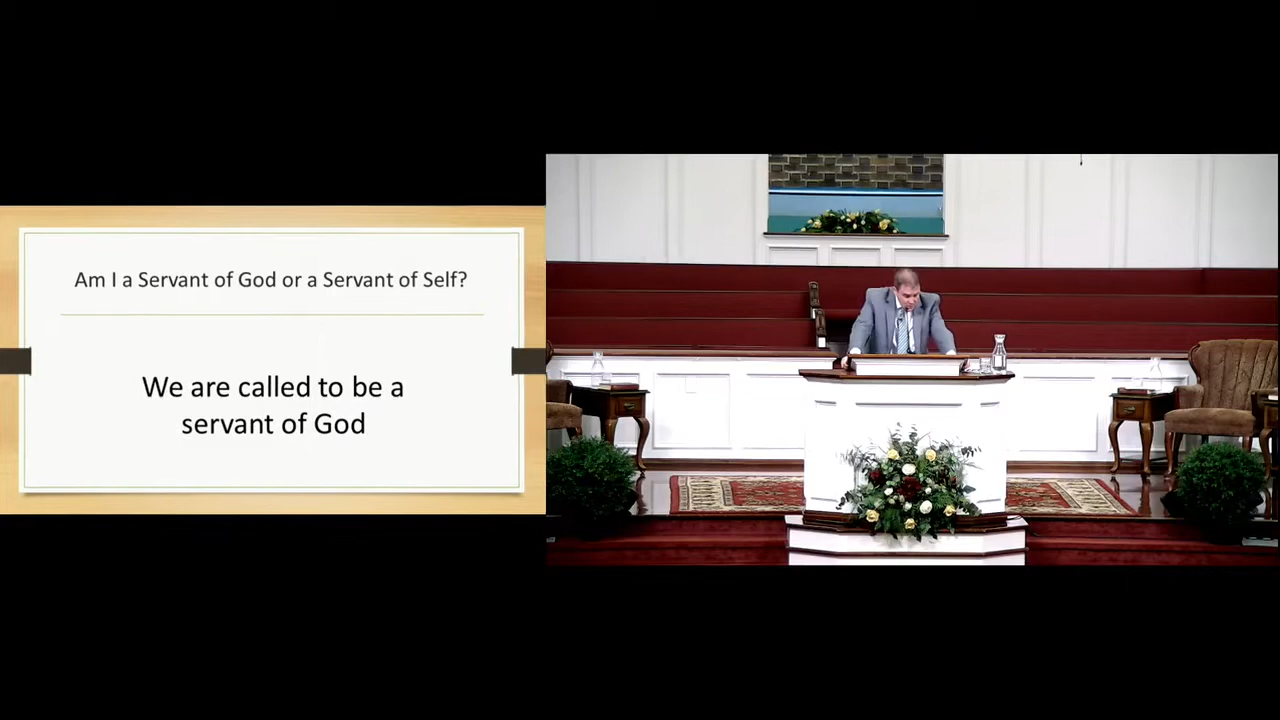 Am I a Servant of God or a Servant of Self?
We are called to be a
servant of God